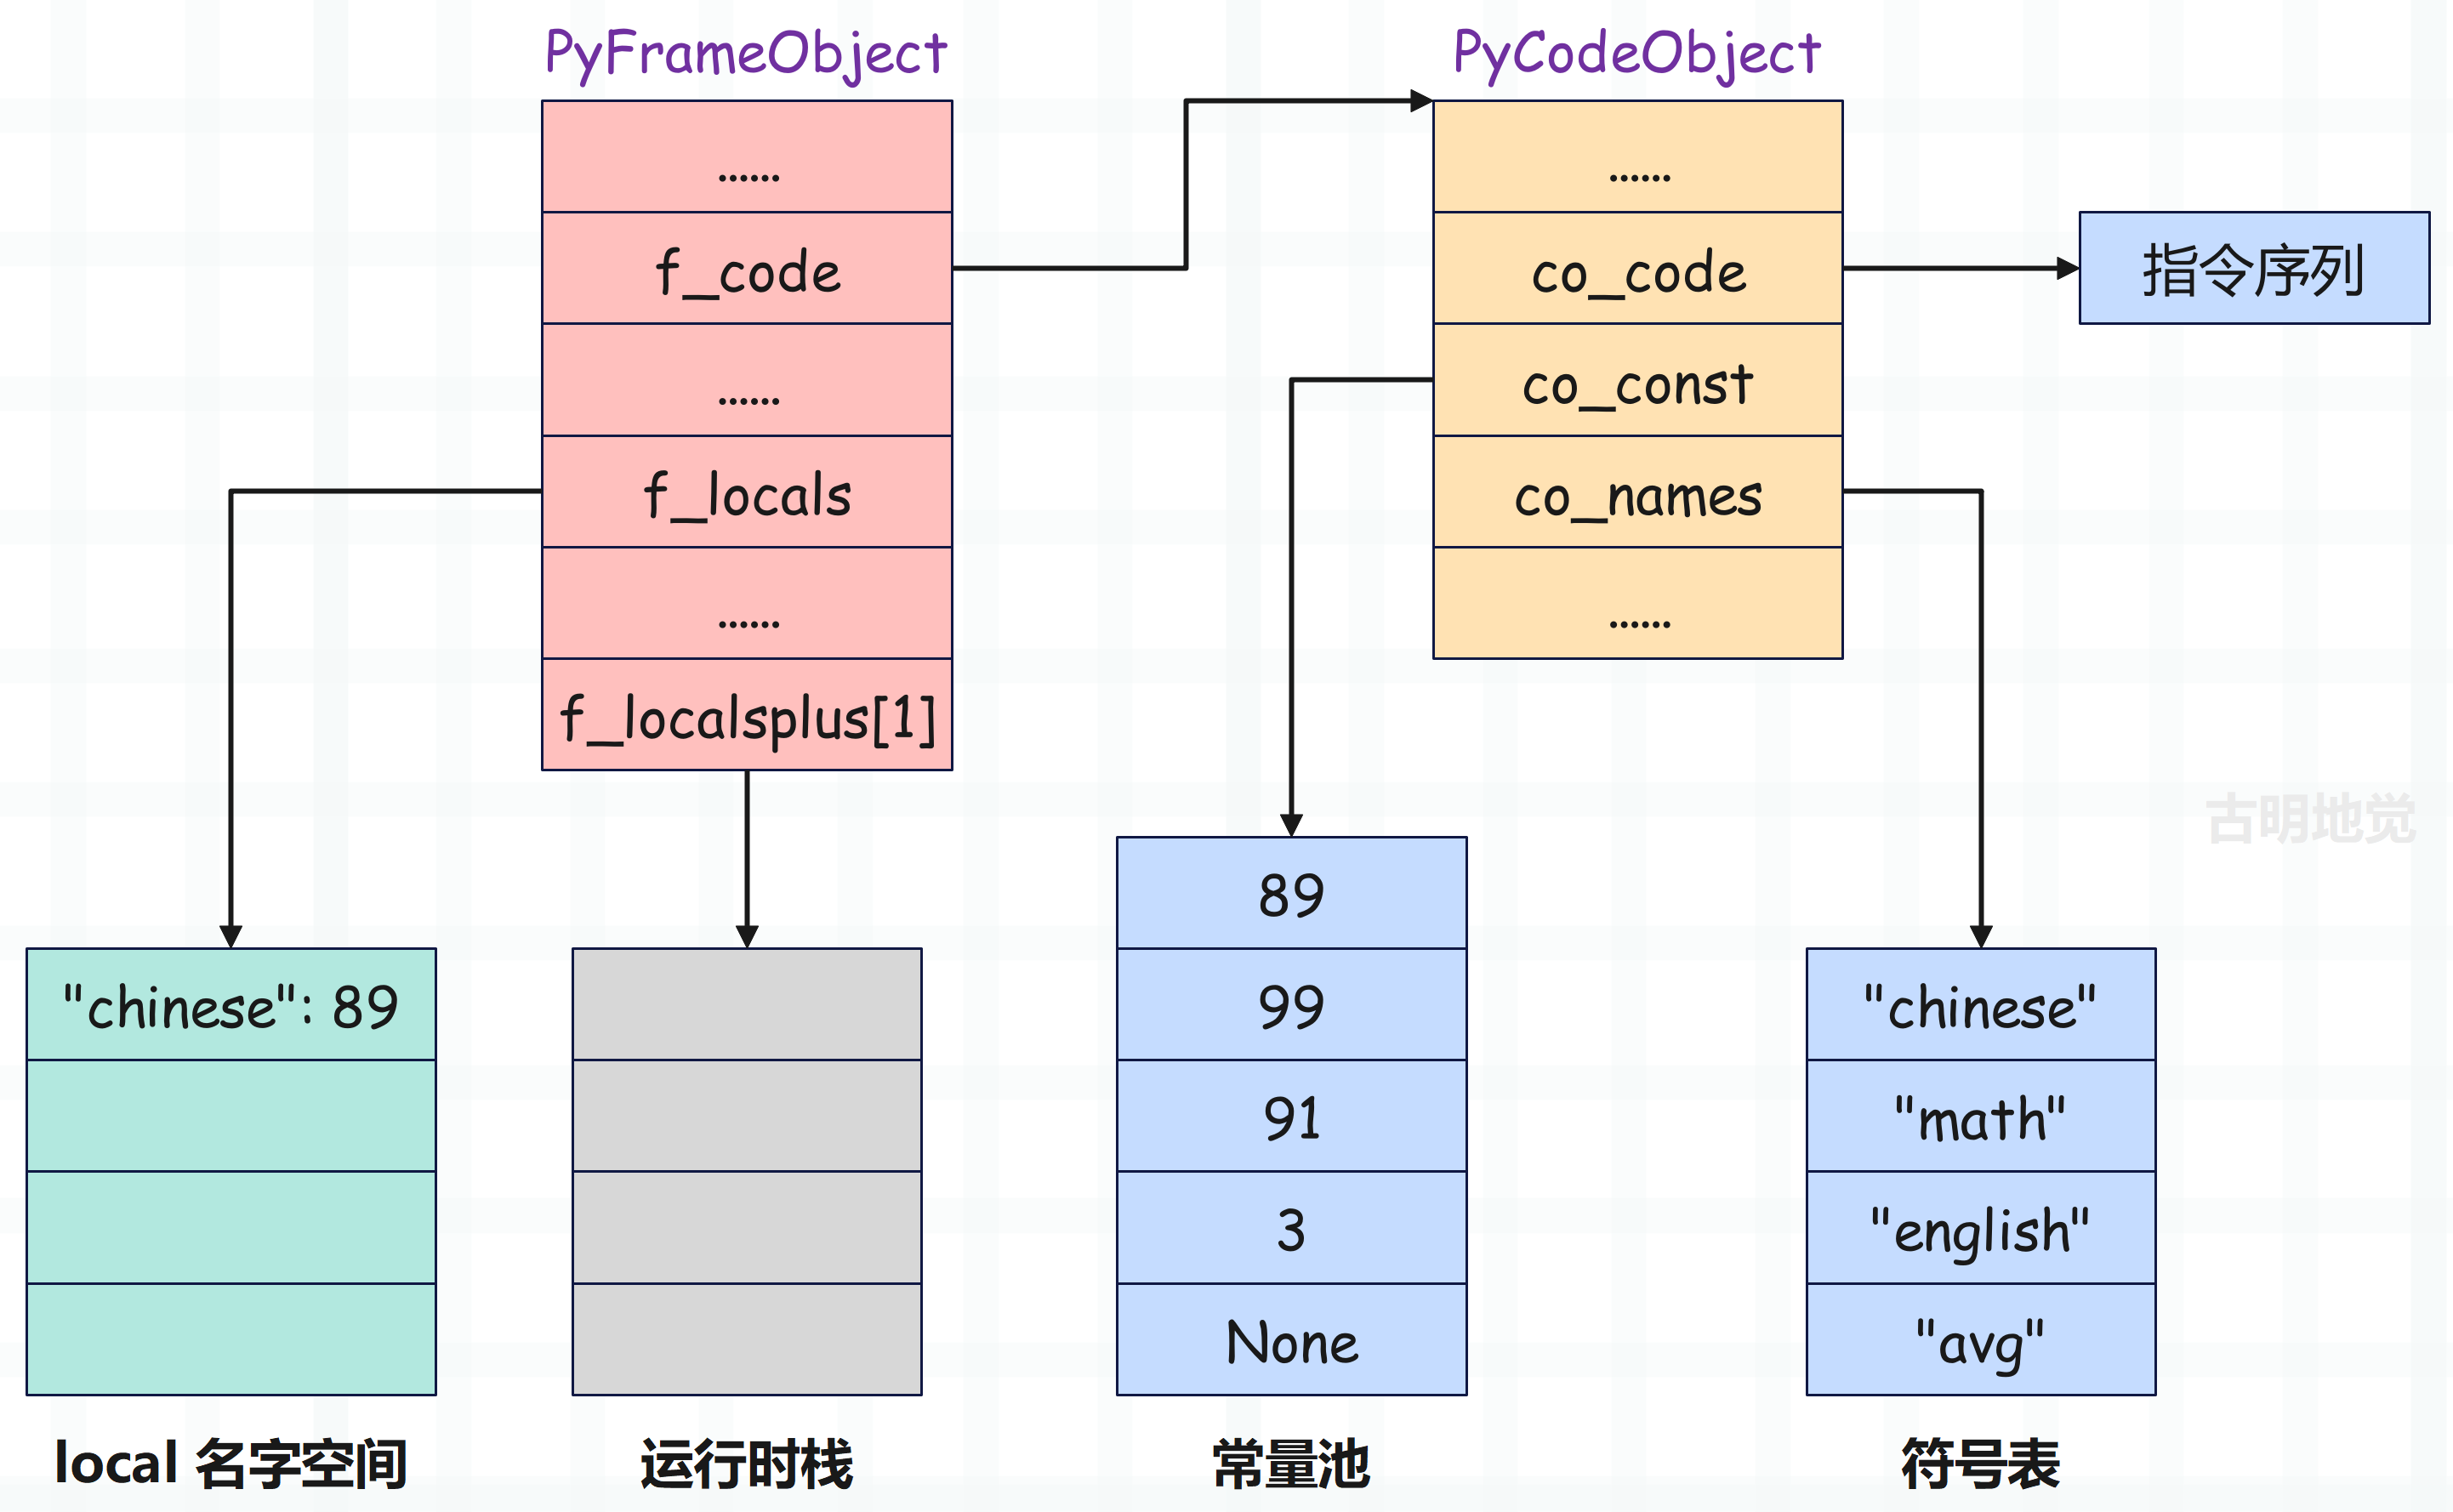 PyFrameObject
......
f_code
......
f_locals
......
f_localsplus[1]
PyCodeObject
......
co_code
co_const
co_names
......
指令序列
古明地觉
"chinese": 89
local 名字空间
运行时栈
89
99
91
3
None
常量池
"chinese"
"math"
"english"
"avg"
符号表